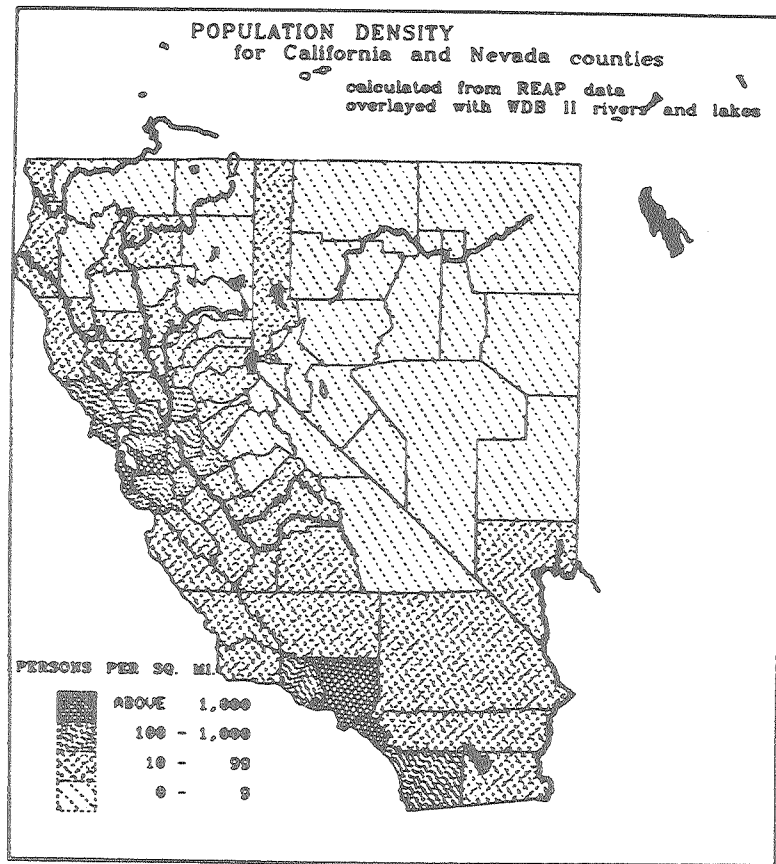 POPULATION DENSITY
for California and Nevada counties
calculated from REAP data
overlayed with WDB II rivers and lakes
PERSONS PER SQ. MI.
ABOVE 1,000
100 - 1,000
10 - 99
0 - 9